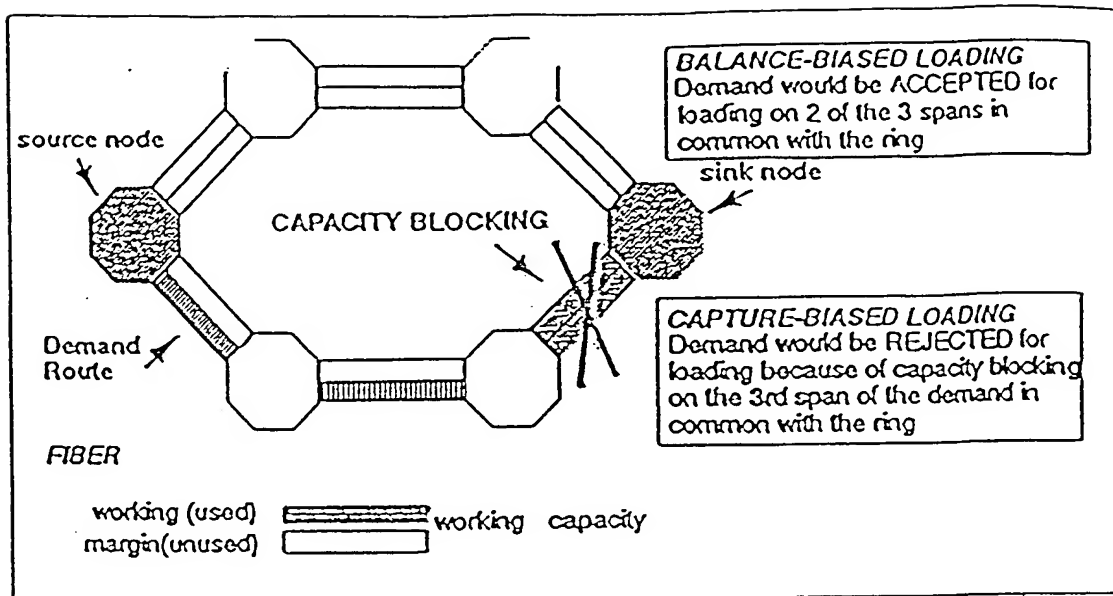 BALANCE-BIASED LOADING
Demand would be ACCEPTED for
loading on 2 of the 3 spans in
common with the ring
source node
sink node
CAPACITY BLOCKING
CAPTURE-BIASED LOADING
Demand would be REJECTED for
loading because of capacity blocking
on the 3rd span of the demand in
common with the ring
Demand
Route
FIBER
working (used)
working capacity
margin(unused)